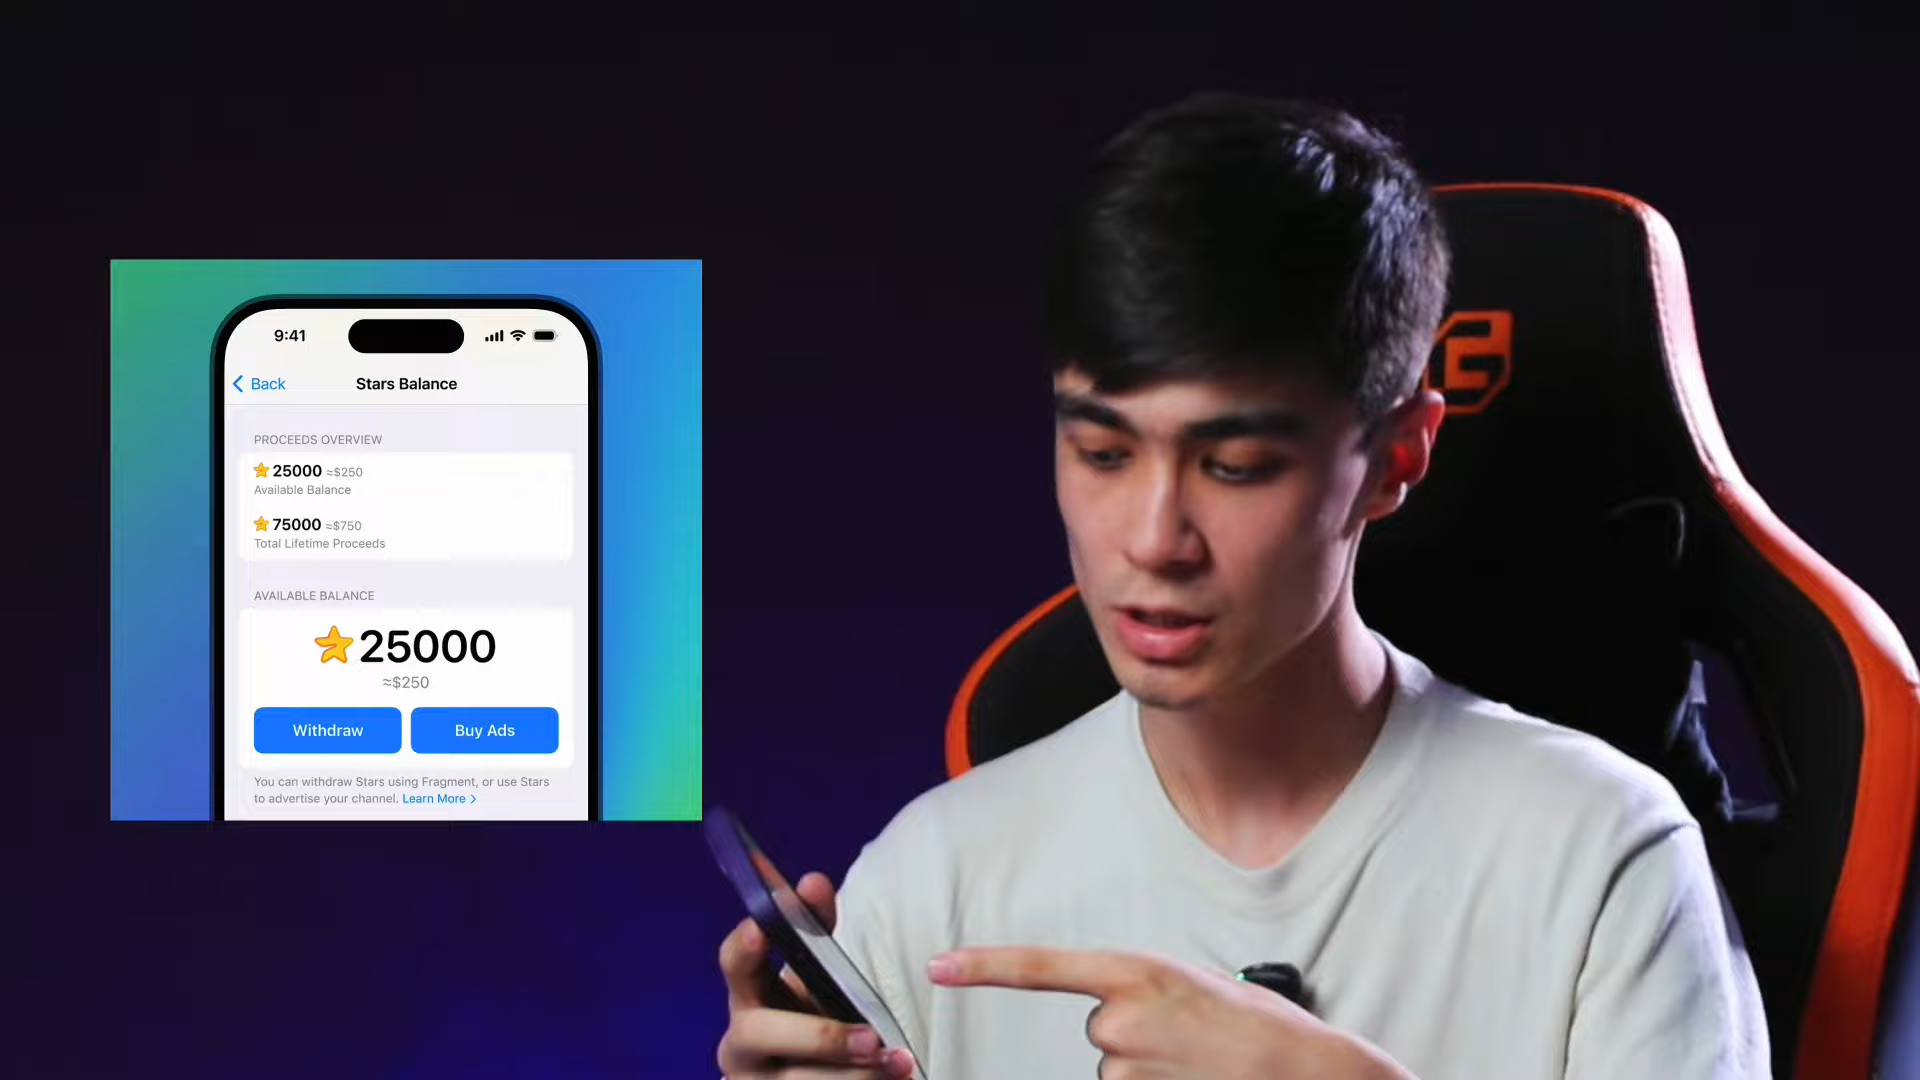 9:41
Back
Stars Balance
PROCEEDS OVERVIEW
25000 ≈$250
Available Balance
75000 ≈$750
Total Lifetime Proceeds
AVAILABLE BALANCE
25000
≈$250
Withdraw
Buy Ads
You can withdraw Stars using Fragment, or use Stars
to advertise your channel. Learn More >